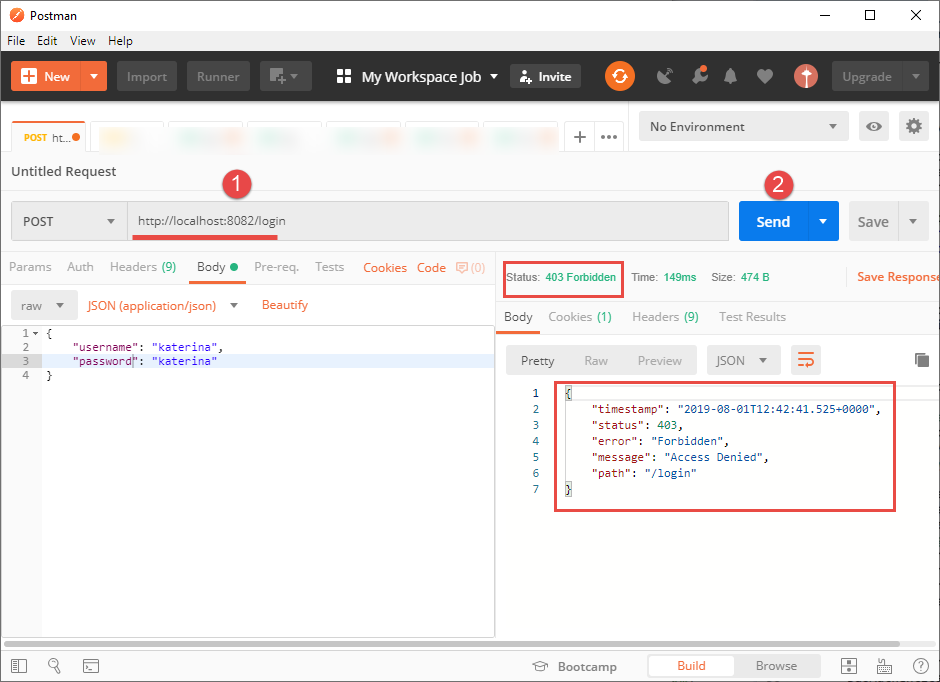 Postman
File Edit View Help
New Import Runner My Workspace Job Invite Upgrade
POST ht... No Environment
Untitled Request
1
2
POST http://localhost:8082/login Send Save
Params Auth Headers (9) Body Pre-req. Tests Cookies Code (0)
raw JSON (application/json) Beautify
1 {
2 "username": "katerina",
3 "password": "katerina"
4 }
Status: 403 Forbidden Time: 149ms Size: 474 B Save Response
Body Cookies (1) Headers (9) Test Results
Pretty Raw Preview JSON
1 {
2 "timestamp": "2019-08-01T12:42:41.525+0000",
3 "status": 403,
4 "error": "Forbidden",
5 "message": "Access Denied",
6 "path": "/login"
7 }
Bootcamp Build Browse